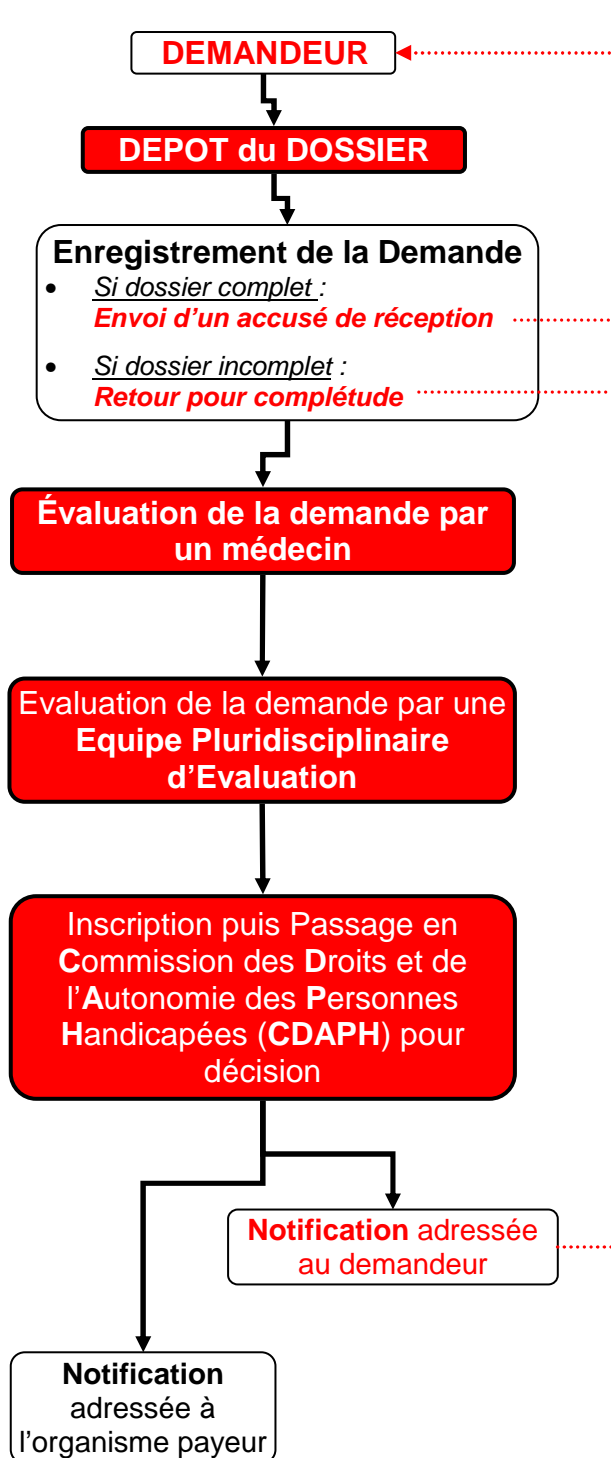 DEMANDEUR
DEPOT du DOSSIER
Enregistrement de la Demande
• Si dossier complet :
Envoi d’un accusé de réception
• Si dossier incomplet :
Retour pour complétude
Évaluation de la demande par
un médecin
Evaluation de la demande par une
Equipe Pluridisciplinaire
d’Evaluation
Inscription puis Passage en
Commission des Droits et de
l’Autonomie des Personnes
Handicapées (CDAPH) pour
décision
Notification adressée
au demandeur
Notification
adressée à
l’organisme payeur